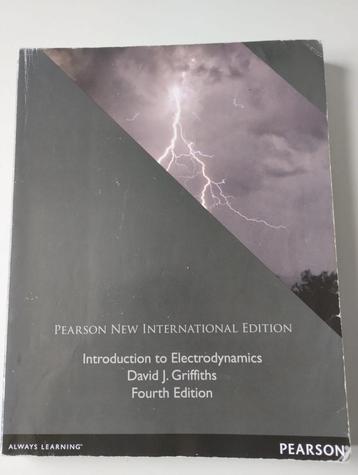 PEARSON NEW INTERNATIONAL EDITION
Introduction to Electrodynamics
David J. Griffiths
Fourth Edition
ALWAYS LEARNING
PEARSON